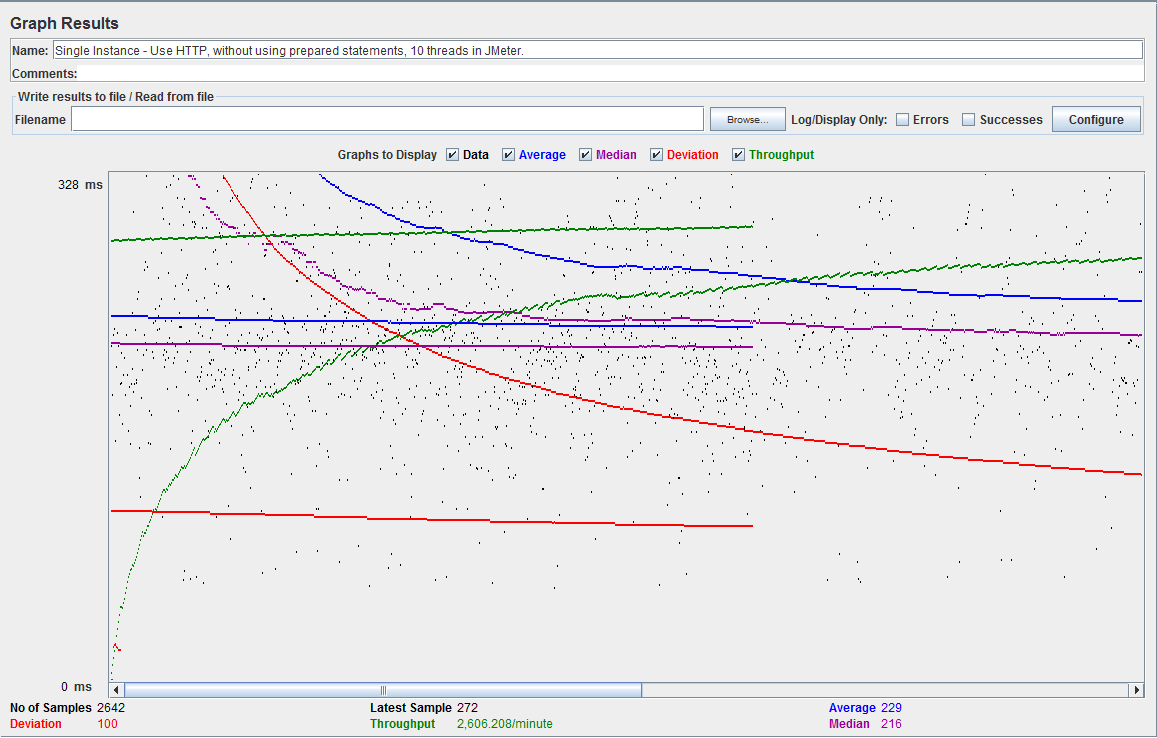 Graph Results
Name: Single Instance - Use HTTP, without using prepared statements, 10 threads in JMeter.
Comments:
Write results to file / Read from file
Filename Browse... Log/Display Only: Errors Successes Configure
Graphs to Display Data Average Median Deviation Throughput
328 ms
0 ms
No of Samples 2642 Latest Sample 272 Average 229
Deviation 100 Throughput 2,606.208/minute Median 216